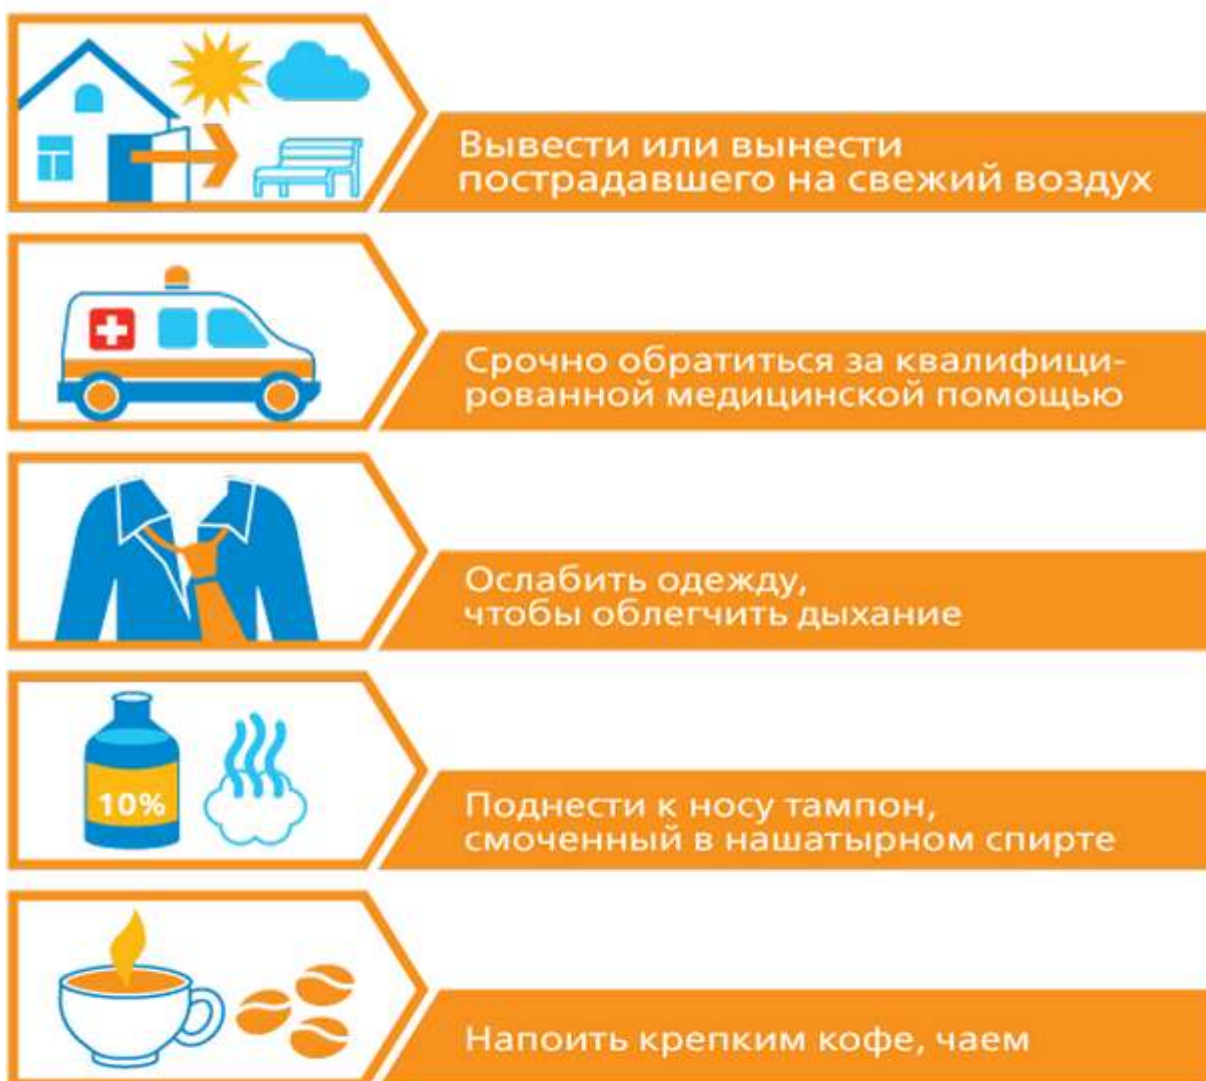 Вывести или вынести
пострадавшего на свежий воздух
Срочно обратиться за квалифици-
рованной медицинской помощью
Ослабить одежду,
чтобы облегчить дыхание
10%
Поднести к носу тампон,
смоченный в нашатырном спирте
Напоить крепким кофе, чаем